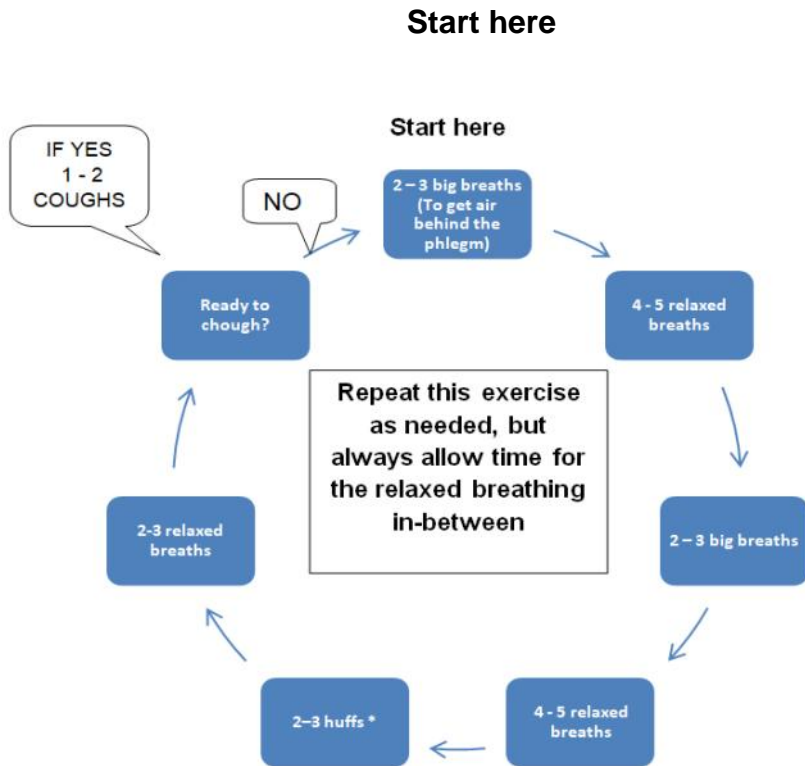 Start here
Start here
IF YES
1 - 2
COUGHS
NO
2 – 3 big breaths
(To get air
behind the
phlegm)
4 - 5 relaxed
breaths
2 – 3 big breaths
4 - 5 relaxed
breaths
2–3 huffs *
2-3 relaxed
breaths
Ready to
chough?
Repeat this exercise
as needed, but
always allow time for
the relaxed breathing
in-between